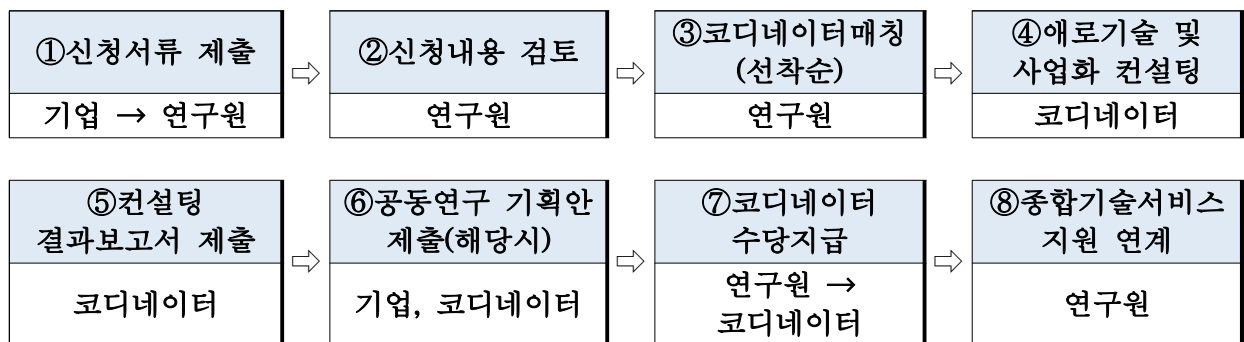 ①신청서류 제출
기업 → 연구원
⇨
②신청내용 검토
연구원
⇨
③코디네이터매칭
(선착순)
연구원
⇨
④애로기술 및
사업화 컨설팅
코디네이터
⑤컨설팅
결과보고서 제출
코디네이터
⇨
⑥공동연구 기획안
제출(해당시)
기업, 코디네이터
⇨
⑦코디네이터
수당지급
연구원 →
코디네이터
⇨
⑧종합기술서비스
지원 연계
연구원